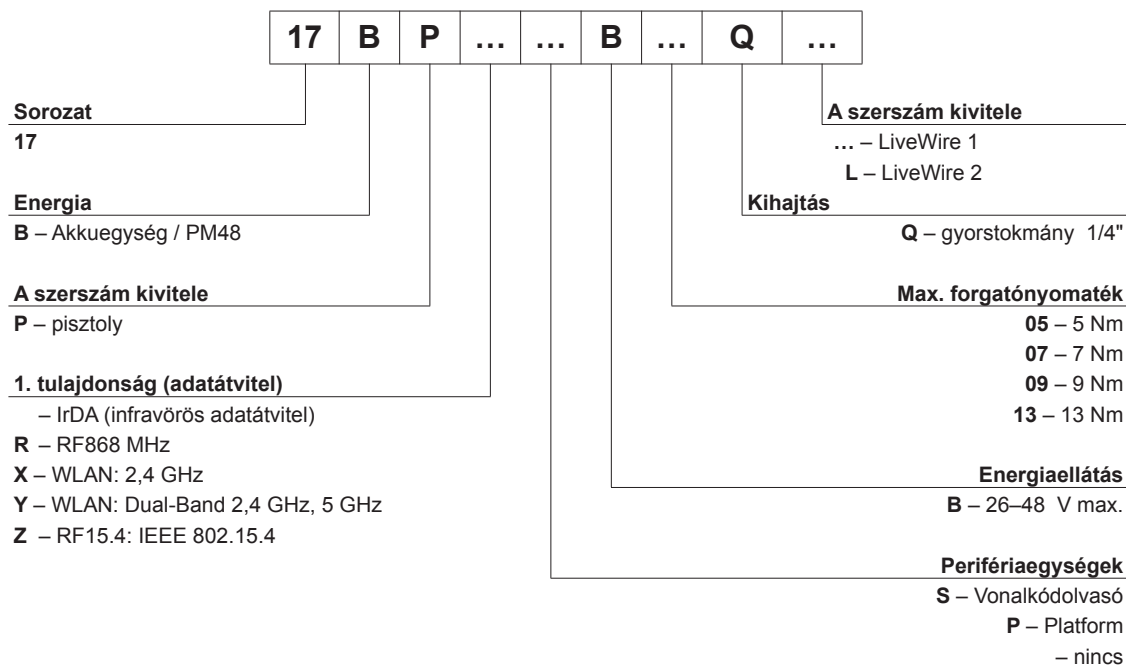 17 B P … … B … Q …
Sorozat
17
Energia
B – Akkuegység / PM48
A szerszám kivitele
P – pisztoly
1. tulajdonság (adatátvitel)
– IrDA (infravörös adatátvitel)
R – RF868 MHz
X – WLAN: 2,4 GHz
Y – WLAN: Dual-Band 2,4 GHz, 5 GHz
Z – RF15.4: IEEE 802.15.4
A szerszám kivitele
… – LiveWire 1
L – LiveWire 2
Kihajtás
Q – gyorstokmány 1/4"
Max. forgatónyomaték
05 – 5 Nm
07 – 7 Nm
09 – 9 Nm
13 – 13 Nm
Energiaellátás
B – 26–48 V max.
Perifériaegységek
S – Vonalkódolvasó
P – Platform
– nincs